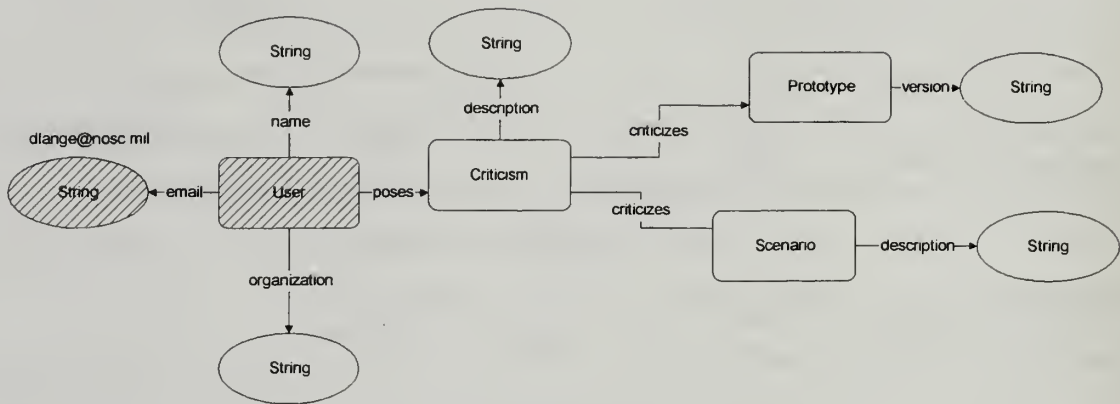 String
String
Prototype
version
String
description
criticizes
name
dlange@nosc mil
String
email
User
poses
Criticism
criticizes
Scenario
description
String
organization
String